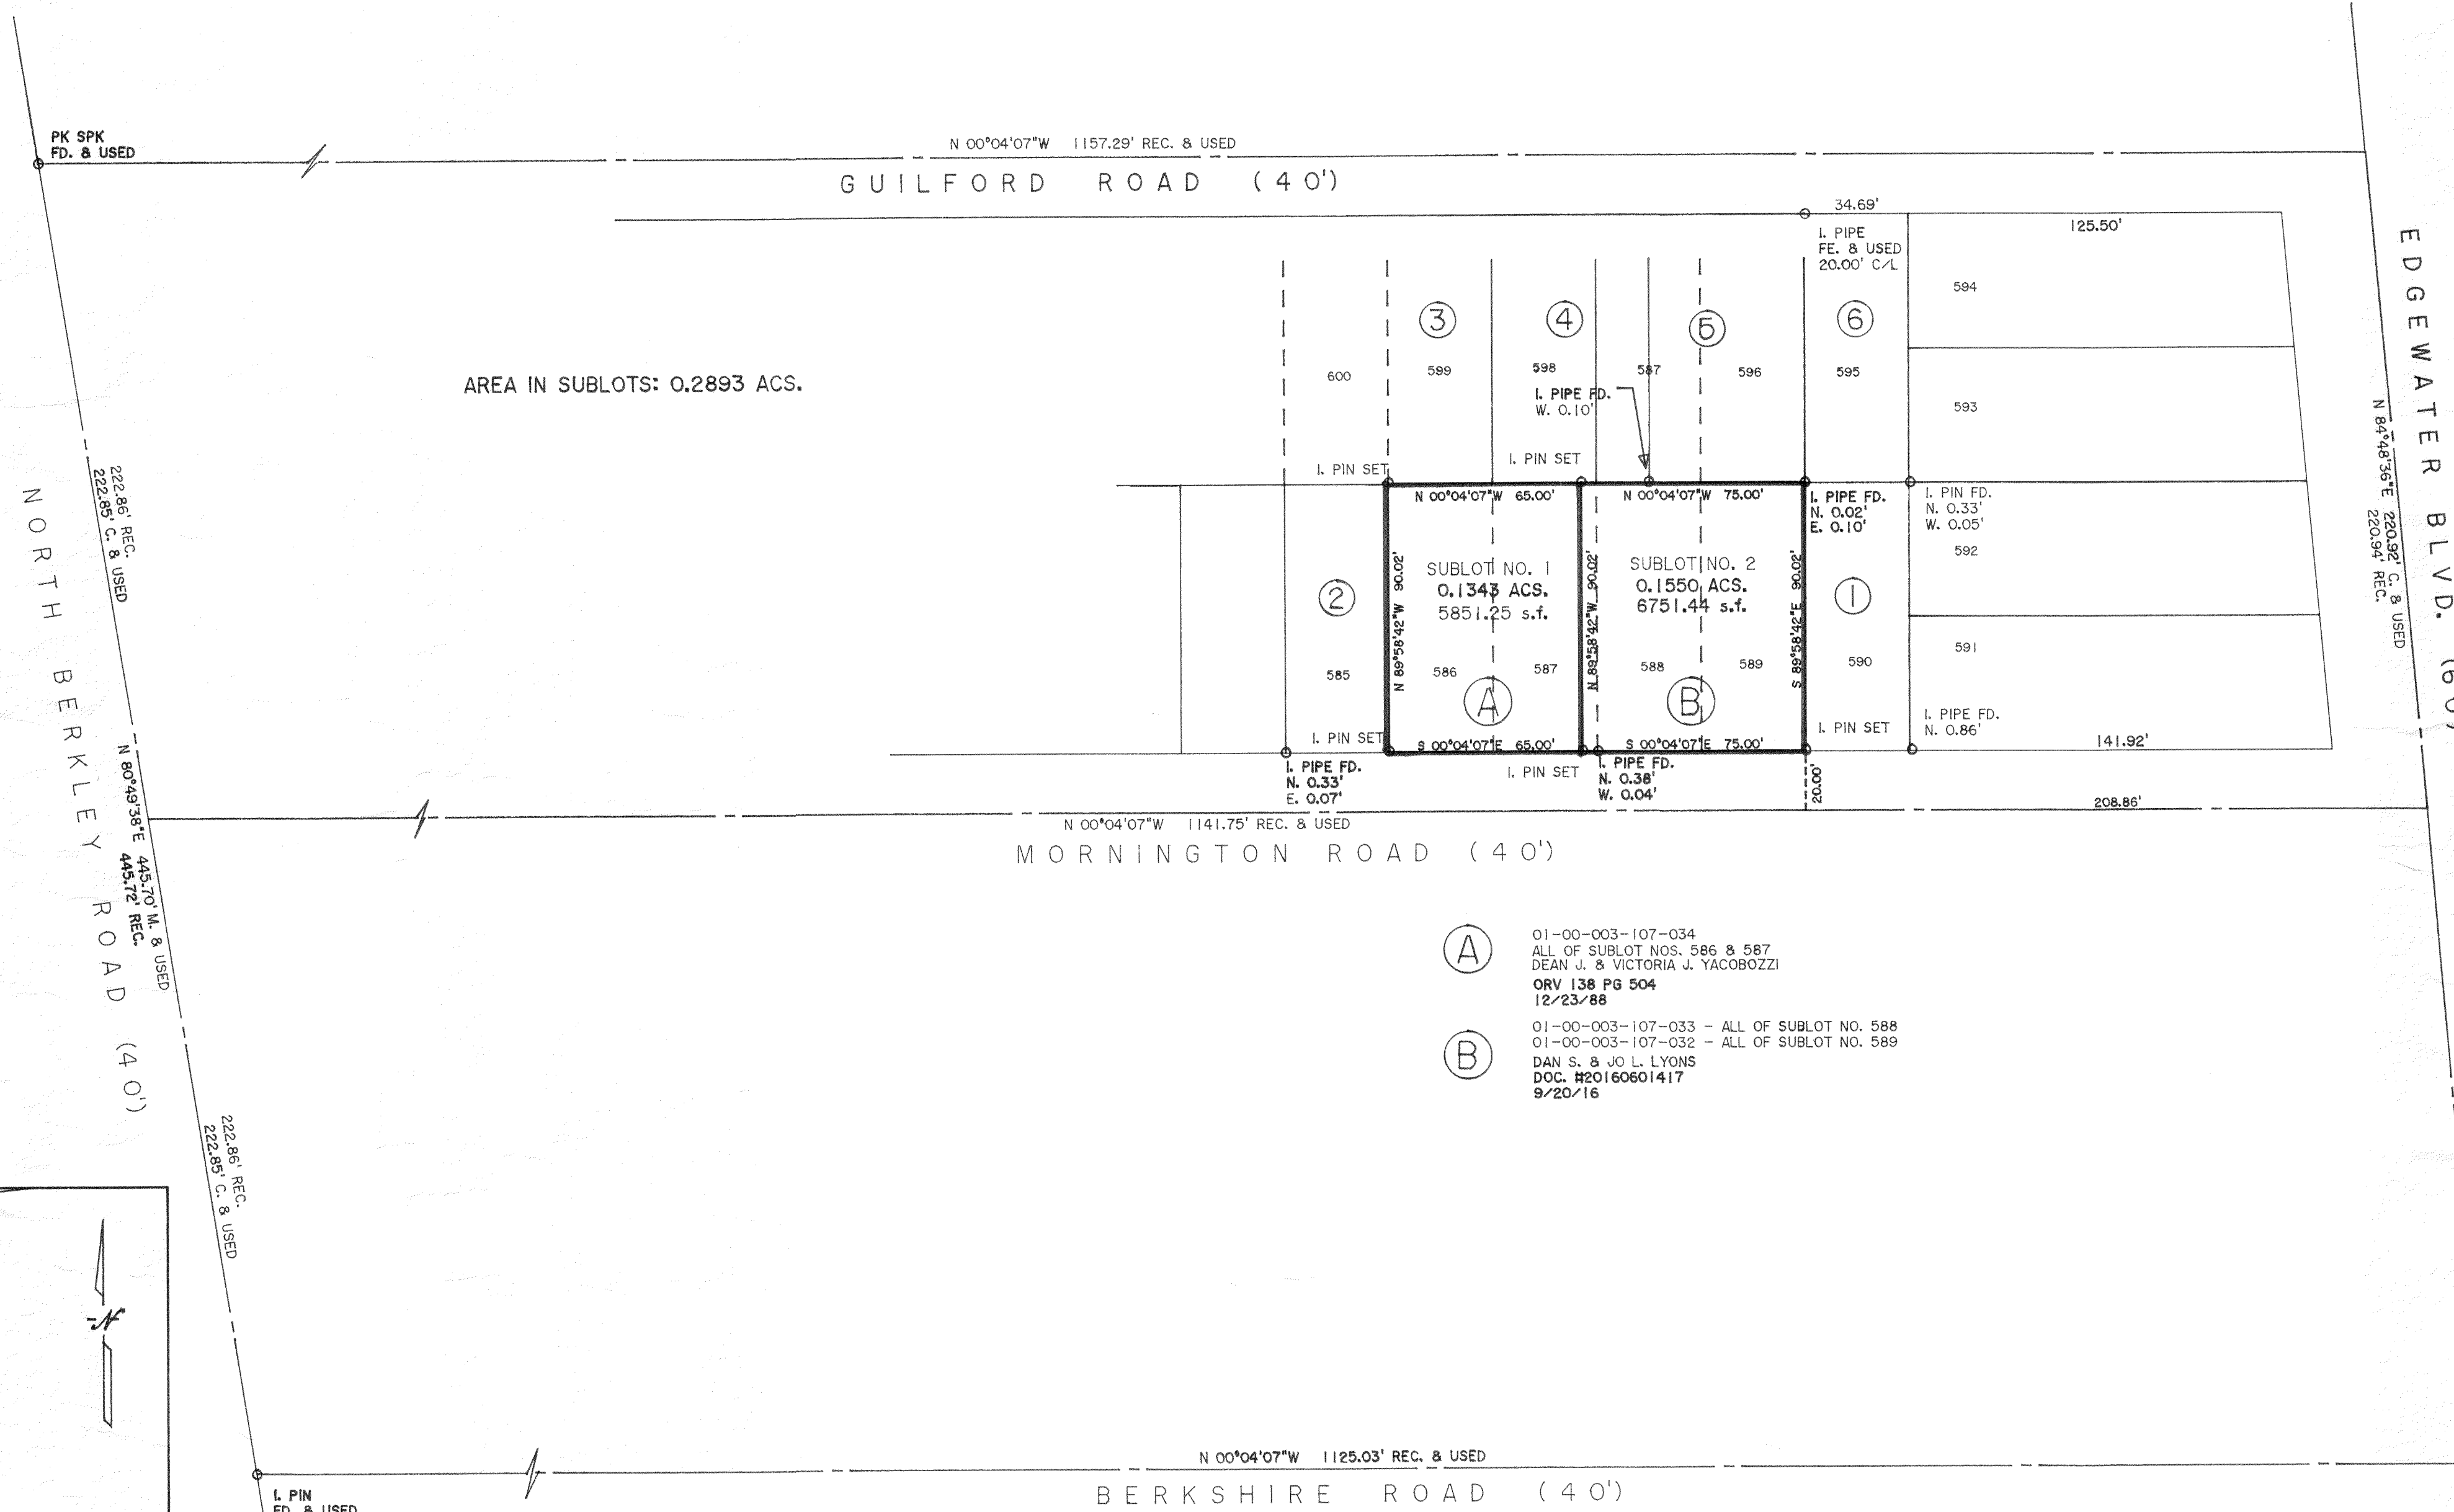 PK SPK
FD. & USED
N 00°04'07"W 1157.29' REC. & USED
GUILFORD ROAD (40')
34.69'
125.50'
I. PIPE
FE. & USED
20.00' C/L
EDGEWATER BLVD. (60')
N 84°48'36"E 220.92' C. & USED
220.94' REC.
594
593
3
4
5
6
600
599
598
587
596
595
AREA IN SUBLOTS: 0.2893 ACS.
I. PIPE FD.
W. 0.10'
I. PIN SET
I. PIN SET
N 00°04'07"W 65.00'
N 00°04'07"W 75.00'
I. PIPE FD.
N. 0.02'
E. 0.10'
I. PIN FD.
N. 0.33'
W. 0.05'
592
591
222.86' REC.
222.85' C. & USED
NORTH BERKLEY ROAD (40')
2
585
N 89°58'42"W 90.02'
SUBLOT NO. 1
0.1343 ACS.
5851.25 s.f.
586
587
A
N 89°58'42"W 90.02'
SUBLOT NO. 2
0.1550 ACS.
6751.44 s.f.
588
589
B
S 89°58'42"E 90.02'
1
590
I. PIN SET
S 00°04'07"E 65.00'
S 00°04'07"E 75.00'
I. PIN SET
I. PIPE FD.
N. 0.86'
141.92'
I. PIPE FD.
N. 0.33'
E. 0.07'
I. PIN SET
I. PIPE FD.
N. 0.38'
W. 0.04'
20.00'
208.86'
N 80°49'38"E 445.70' M. & USED
445.72' REC.
N 00°04'07"W 1141.75' REC. & USED
MORNINGTON ROAD (40')
A
01-00-003-107-034
ALL OF SUBLOT NOS. 586 & 587
DEAN J. & VICTORIA J. YACOBOZZI
ORV 138 PG 504
12/23/88
B
01-00-003-107-033 - ALL OF SUBLOT NO. 588
01-00-003-107-032 - ALL OF SUBLOT NO. 589
DAN S. & JO L. LYONS
DOC. #20160601417
9/20/16
222.86' REC.
222.85' C. & USED
-N-
N 00°04'07"W 1125.03' REC. & USED
BERKSHIRE ROAD (40')
I. PIN
FD. & USED